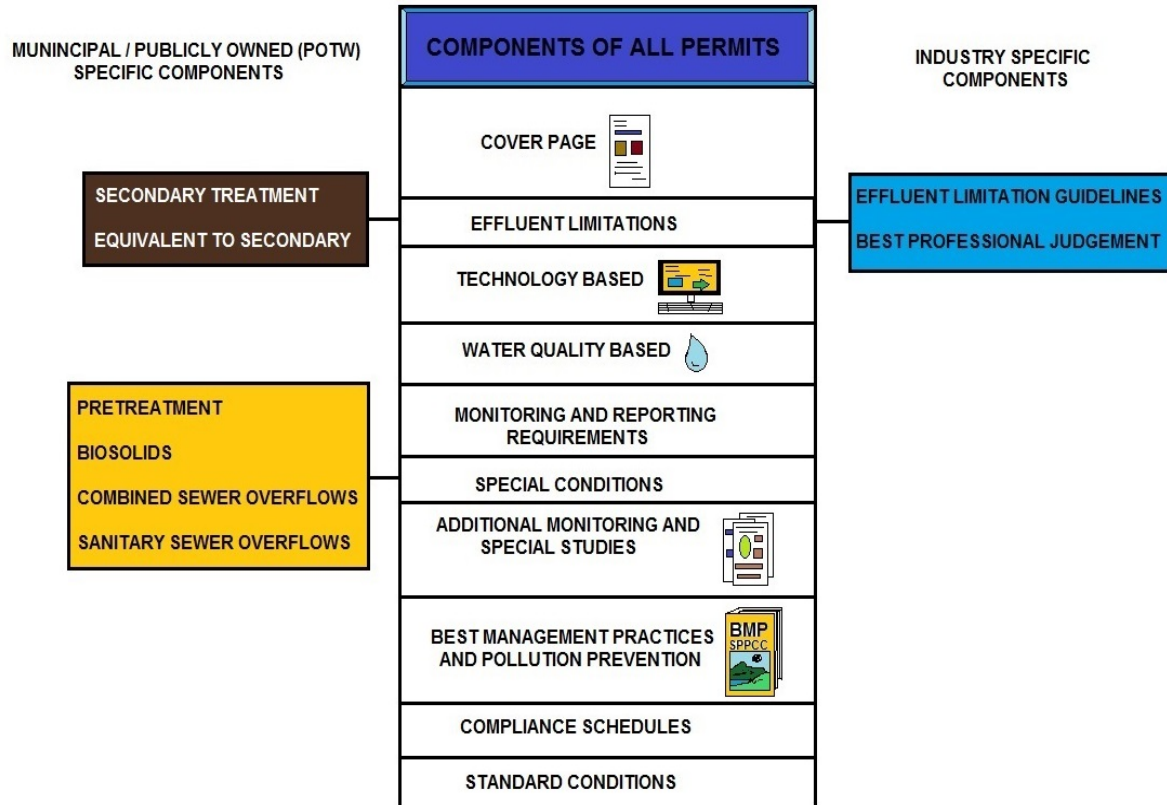 MUNINCIPAL / PUBLICLY OWNED (POTW)
SPECIFIC COMPONENTS
COMPONENTS OF ALL PERMITS
INDUSTRY SPECIFIC
COMPONENTS
COVER PAGE
SECONDARY TREATMENT
EQUIVALENT TO SECONDARY
EFFLUENT LIMITATIONS
EFFLUENT LIMITATION GUIDELINES
BEST PROFESSIONAL JUDGEMENT
TECHNOLOGY BASED
WATER QUALITY BASED
MONITORING AND REPORTING
REQUIREMENTS
PRETREATMENT
BIOSOLIDS
COMBINED SEWER OVERFLOWS
SANITARY SEWER OVERFLOWS
SPECIAL CONDITIONS
ADDITIONAL MONITORING AND
SPECIAL STUDIES
BEST MANAGEMENT PRACTICES
AND POLLUTION PREVENTION
BMP
SPPCC
COMPLIANCE SCHEDULES
STANDARD CONDITIONS